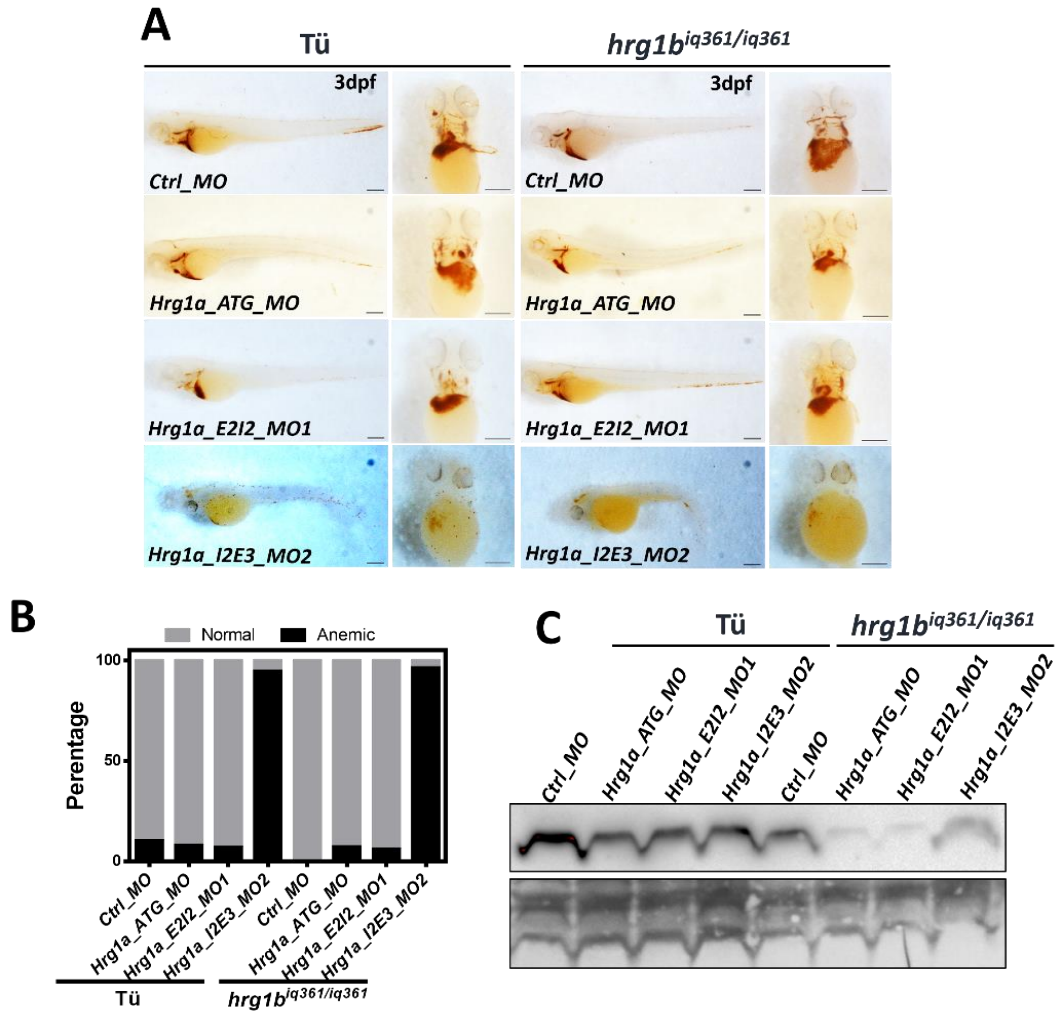 A
Tü
hrg1b^iq361/iq361
3dpf
3dpf
Ctrl_MO
Ctrl_MO
Hrg1a_ATG_MO
Hrg1a_ATG_MO
Hrg1a_E2I2_MO1
Hrg1a_E2I2_MO1
Hrg1a_I2E3_MO2
Hrg1a_I2E3_MO2
B
Normal
Anemic
Perentage
100
50
0
Ctrl_MO
Hrg1a_ATG_MO
Hrg1a_E2I2_MO1
Hrg1a_I2E3_MO2
Ctrl_MO
Hrg1a_ATG_MO
Hrg1a_E2I2_MO1
Hrg1a_I2E3_MO2
Tü
hrg1b^iq361/iq361
C
Tü
hrg1b^iq361/iq361
Ctrl_MO
Hrg1a_ATG_MO
Hrg1a_E2I2_MO1
Hrg1a_I2E3_MO2
Ctrl_MO
Hrg1a_ATG_MO
Hrg1a_E2I2_MO1
Hrg1a_I2E3_MO2